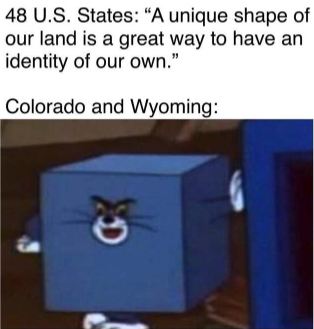 48 U.S. States: “A unique shape of
our land is a great way to have an
identity of our own.”
Colorado and Wyoming: